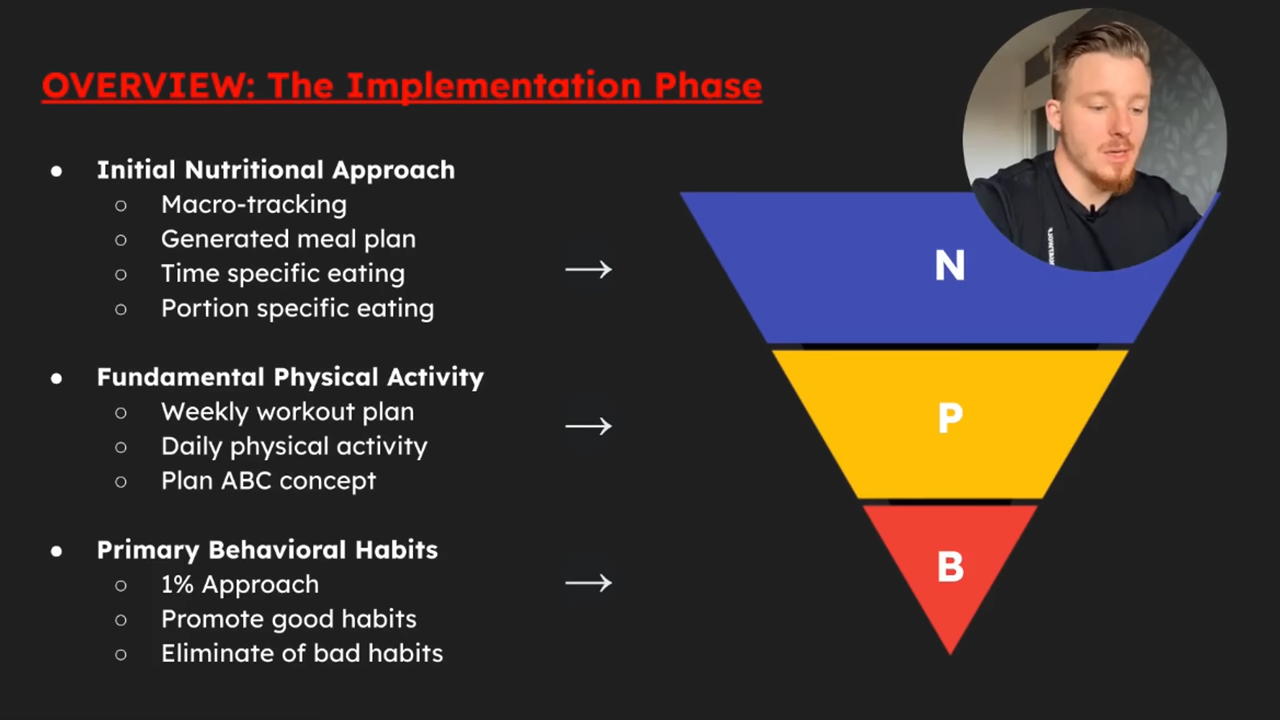 OVERVIEW: The Implementation Phase
● Initial Nutritional Approach
○ Macro-tracking
○ Generated meal plan
○ Time specific eating
○ Portion specific eating
→
N
● Fundamental Physical Activity
○ Weekly workout plan
○ Daily physical activity
○ Plan ABC concept
→
P
● Primary Behavioral Habits
○ 1% Approach
○ Promote good habits
○ Eliminate of bad habits
→
B